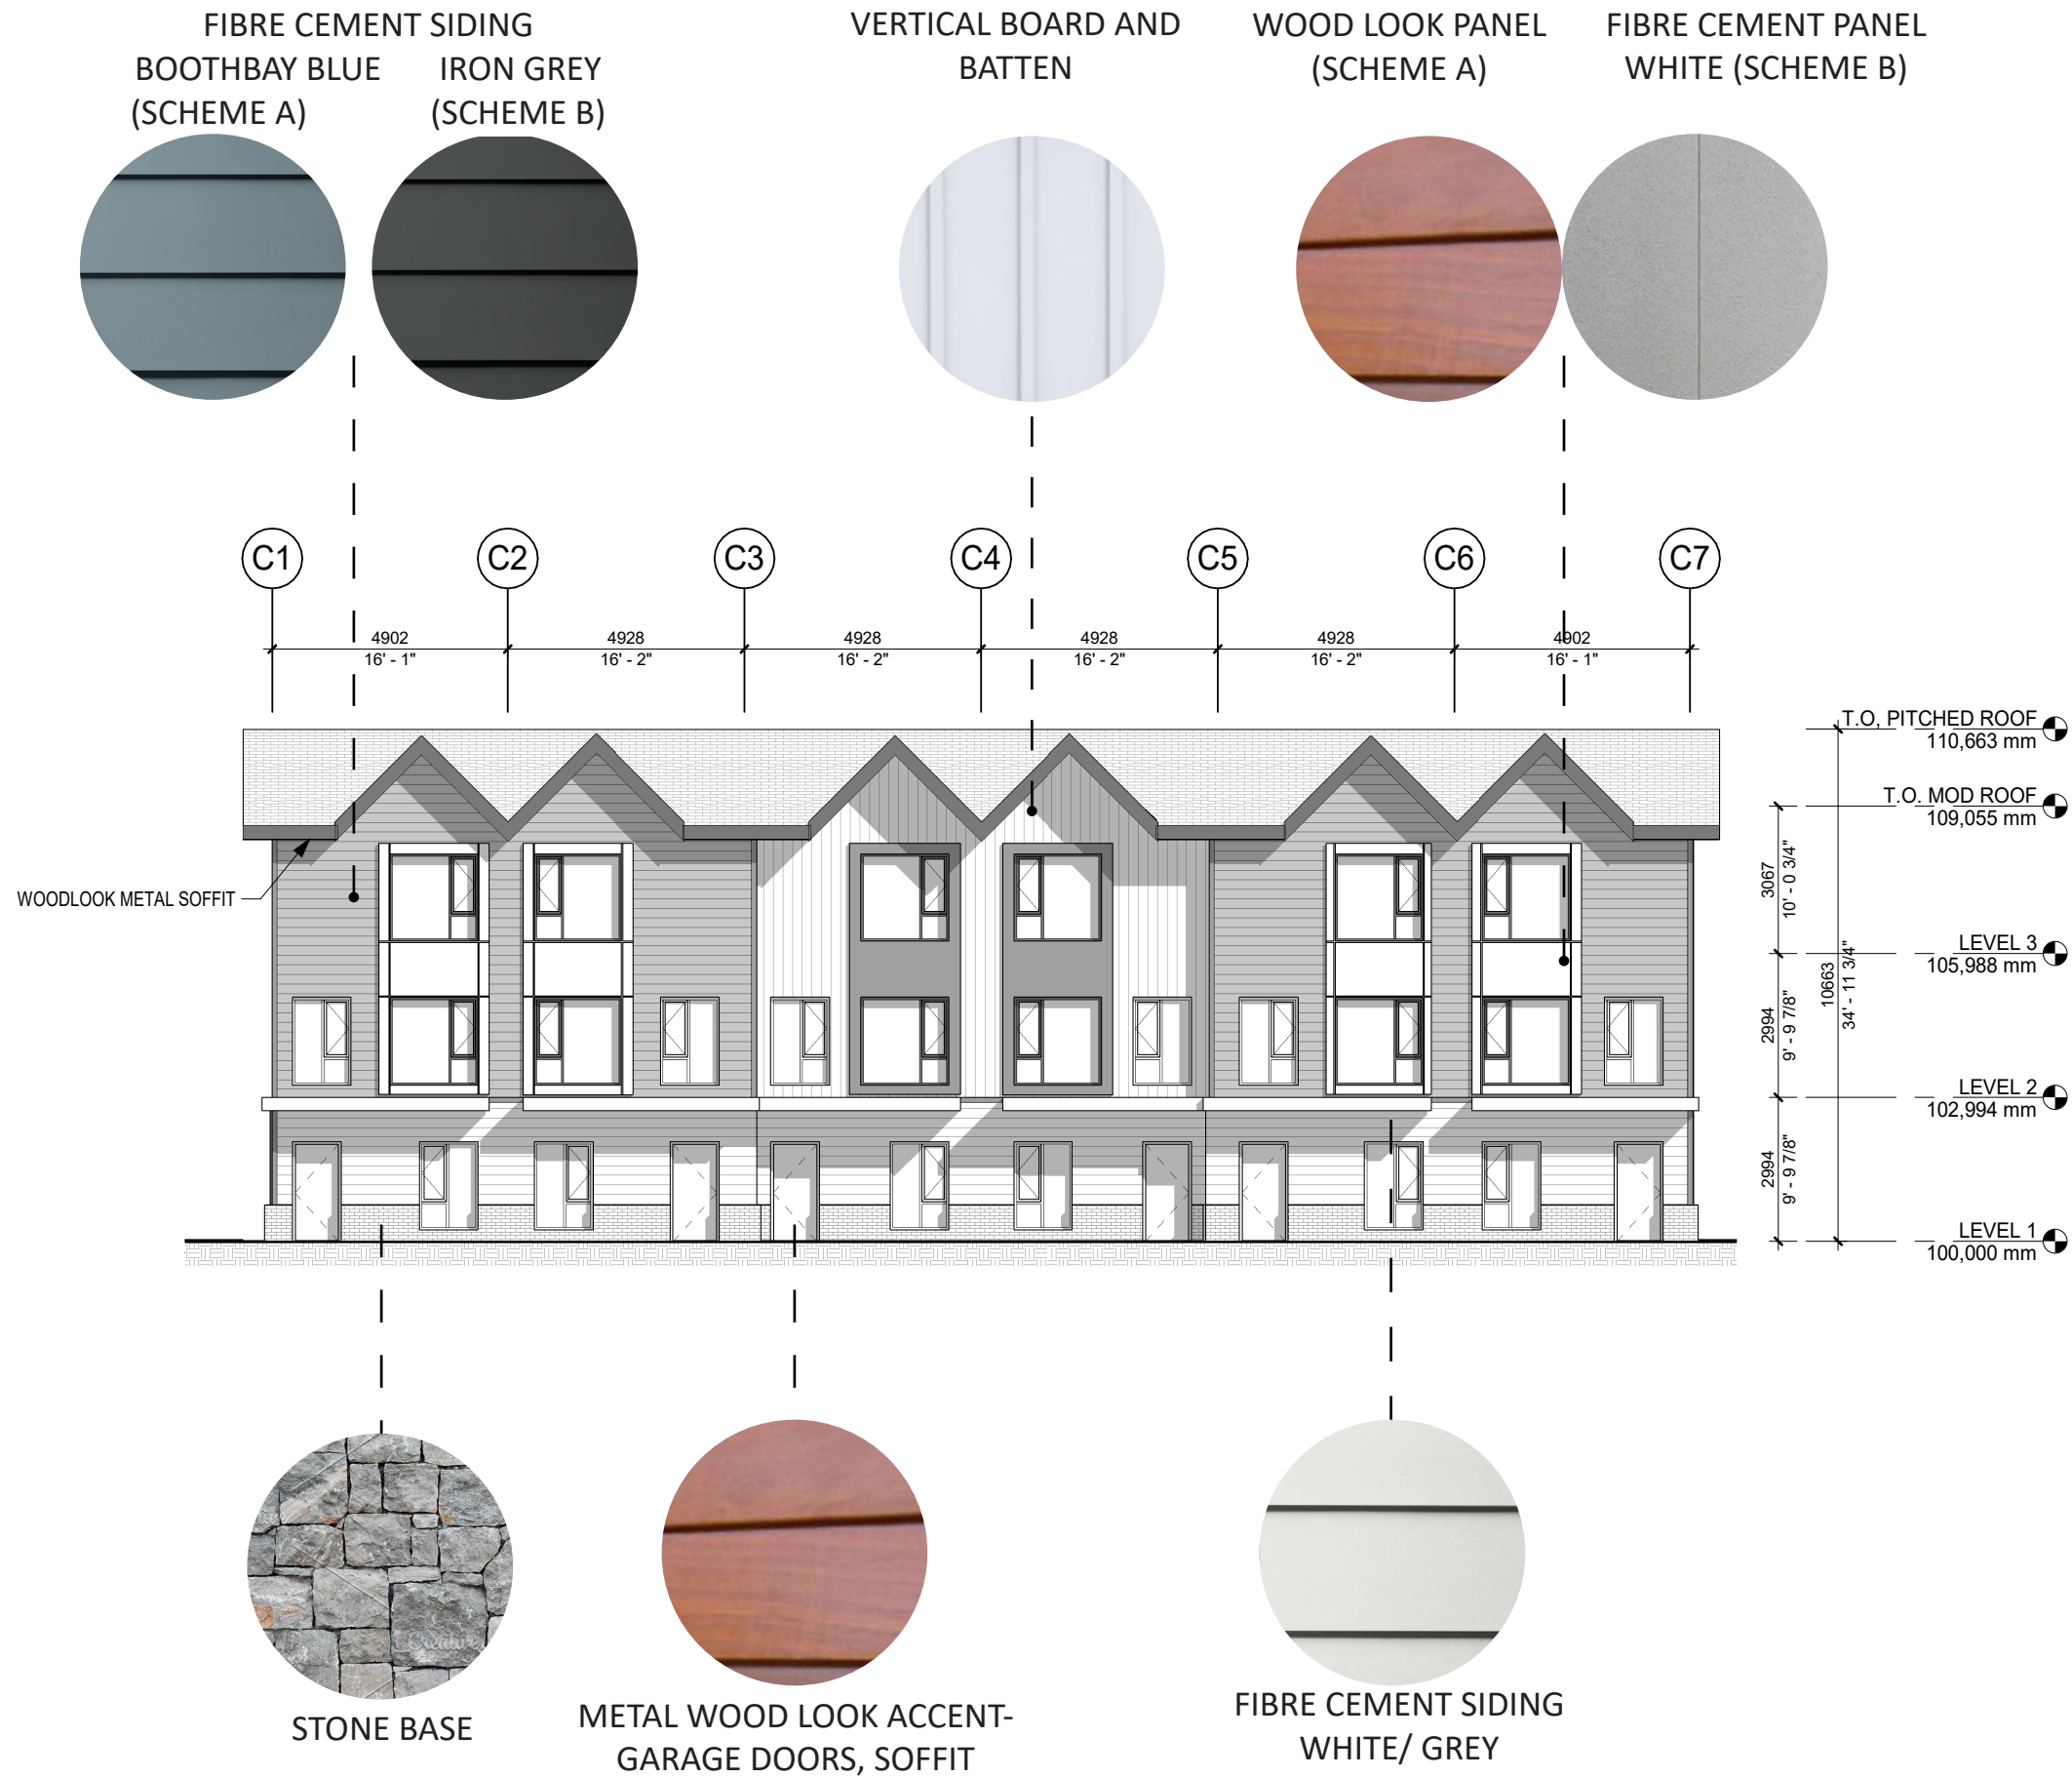 FIBRE CEMENT SIDING
BOOTHBAY BLUE
(SCHEME A)
IRON GREY
(SCHEME B)
VERTICAL BOARD AND
BATTEN
WOOD LOOK PANEL
(SCHEME A)
FIBRE CEMENT PANEL
WHITE (SCHEME B)
C1
C2
C3
C4
C5
C6
C7
4902
16' - 1"
4928
16' - 2"
4928
16' - 2"
4928
16' - 2"
4928
16' - 2"
4902
16' - 1"
T.O, PITCHED ROOF
110,663 mm
T.O. MOD ROOF
109,055 mm
LEVEL 3
105,988 mm
LEVEL 2
102,994 mm
LEVEL 1
100,000 mm
3067
10' - 0 3/4"
2994
9' - 9 7/8"
2994
9' - 9 7/8"
10663
34' - 11 3/4"
WOODLOOK METAL SOFFIT
STONE BASE
METAL WOOD LOOK ACCENT-
GARAGE DOORS, SOFFIT
FIBRE CEMENT SIDING
WHITE/ GREY